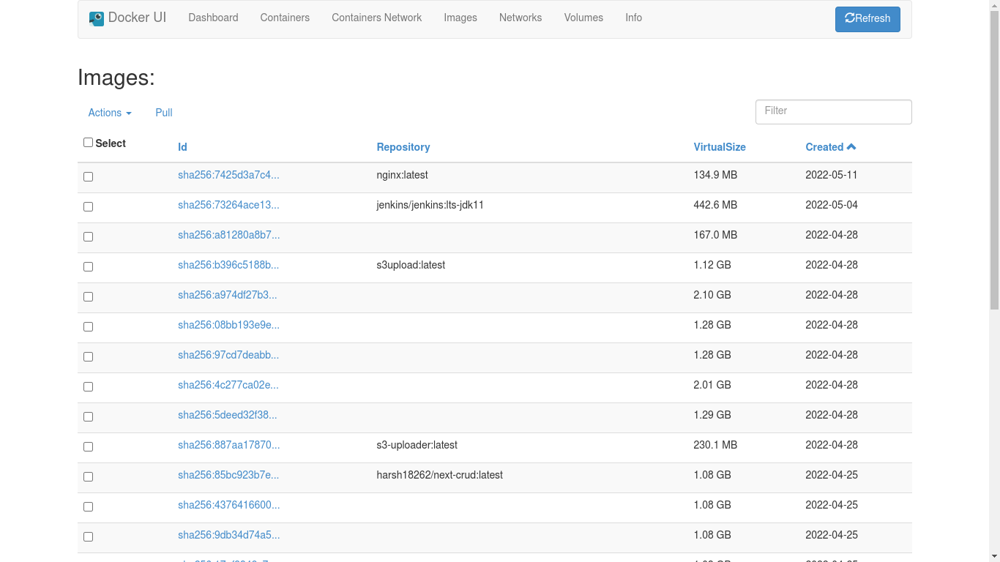 Docker UI Dashboard Containers Containers Network Images Networks Volumes Info Refresh
Images:
Actions Pull Filter
Select Id Repository VirtualSize Created
sha256:7425d3a7c4... nginx:latest 134.9 MB 2022-05-11
sha256:73264ace13... jenkins/jenkins:lts-jdk11 442.6 MB 2022-05-04
sha256:a81280a8b7... 167.0 MB 2022-04-28
sha256:b396c5188b... s3upload:latest 1.12 GB 2022-04-28
sha256:a974df27b3... 2.10 GB 2022-04-28
sha256:08bb193e9e... 1.28 GB 2022-04-28
sha256:97cd7deabb... 1.28 GB 2022-04-28
sha256:4c277ca02e... 2.01 GB 2022-04-28
sha256:5deed32f38... 1.29 GB 2022-04-28
sha256:887aa17870... s3-uploader:latest 230.1 MB 2022-04-28
sha256:85bc923b7e... harsh18262/next-crud:latest 1.08 GB 2022-04-25
sha256:4376416600... 1.08 GB 2022-04-25
sha256:9db34d74a5... 1.08 GB 2022-04-25